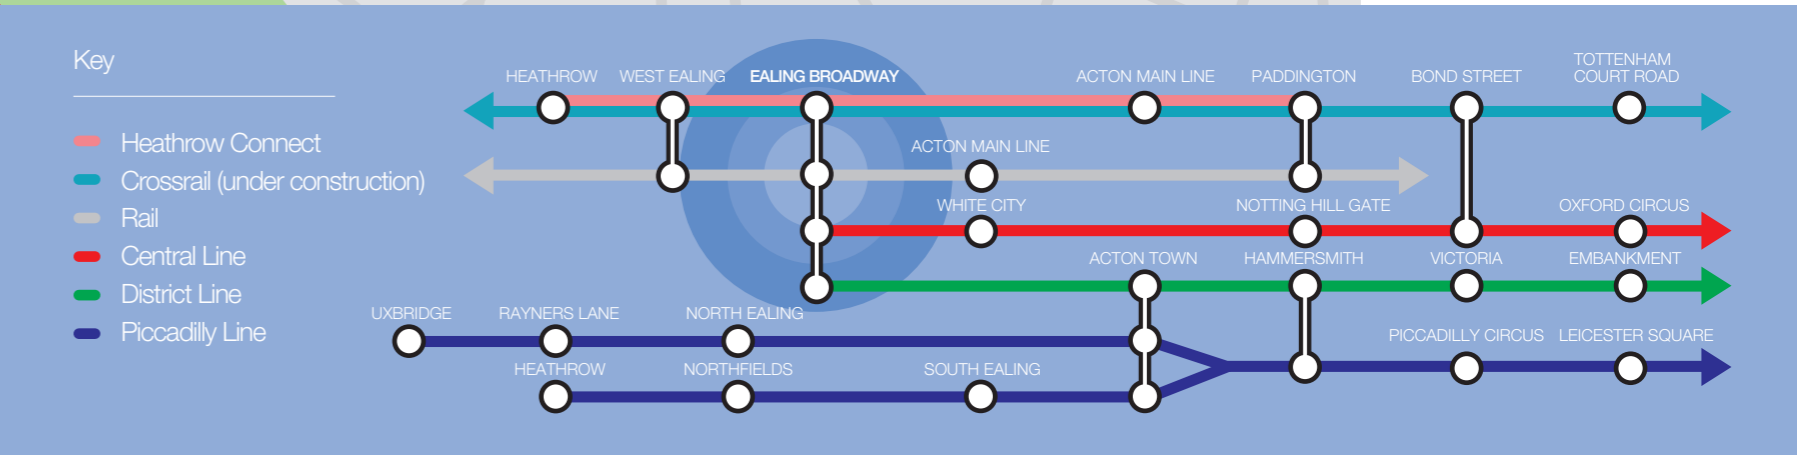 Key
Heathrow Connect
Crossrail (under construction)
Rail
Central Line
District Line
Piccadilly Line
HEATHROW
WEST EALING
EALING BROADWAY
ACTON MAIN LINE
PADDINGTON
BOND STREET
TOTTENHAM
COURT ROAD
ACTON MAIN LINE
WHITE CITY
NOTTING HILL GATE
OXFORD CIRCUS
ACTON TOWN
HAMMERSMITH
VICTORIA
EMBANKMENT
UXBRIDGE
RAYNERS LANE
NORTH EALING
PICCADILLY CIRCUS
LEICESTER SQUARE
HEATHROW
NORTHFIELDS
SOUTH EALING